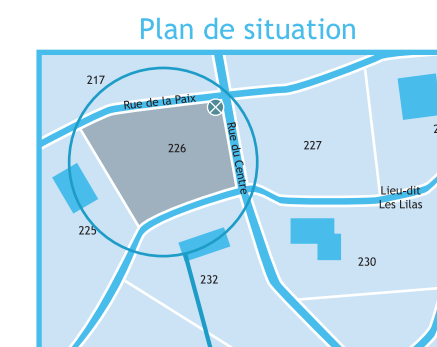 Plan de situation
217
Rue de la Paix
226
Rue du Centre
227
2
Lieu-dit
Les Lilas
225
232
230